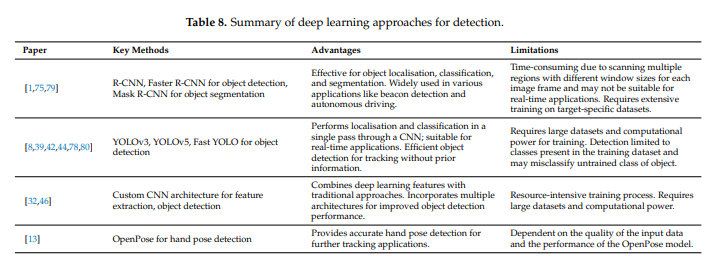 Table 8. Summary of deep learning approaches for detection.
Paper Key Methods Advantages Limitations
[1,75,79]
R-CNN, Faster R-CNN for object detection,
Mask R-CNN for object segmentation
Effective for object localisation, classification,
and segmentation. Widely used in various
applications like beacon detection and
autonomous driving.
Time-consuming due to scanning multiple
regions with different window sizes for each
image frame and may not be suitable for
real-time applications. Requires extensive
training on target-specific datasets.
[8,39,42,44,78,80]
YOLOv3, YOLOv5, Fast YOLO for object
detection
Performs localisation and classification in a
single pass through a CNN; suitable for
real-time applications. Efficient object
detection for tracking without prior
information.
Requires large datasets and computational
power for training. Detection limited to
classes present in the training dataset and
may misclassify untrained class of object.
[32,46]
Custom CNN architecture for feature
extraction, object detection
Combines deep learning features with
traditional approaches. Incorporates multiple
architectures for improved object detection
performance.
Resource-intensive training process. Requires
large datasets and computational power.
[13]
OpenPose for hand pose detection
Provides accurate hand pose detection for
further tracking applications.
Dependent on the quality of the input data
and the performance of the OpenPose model.